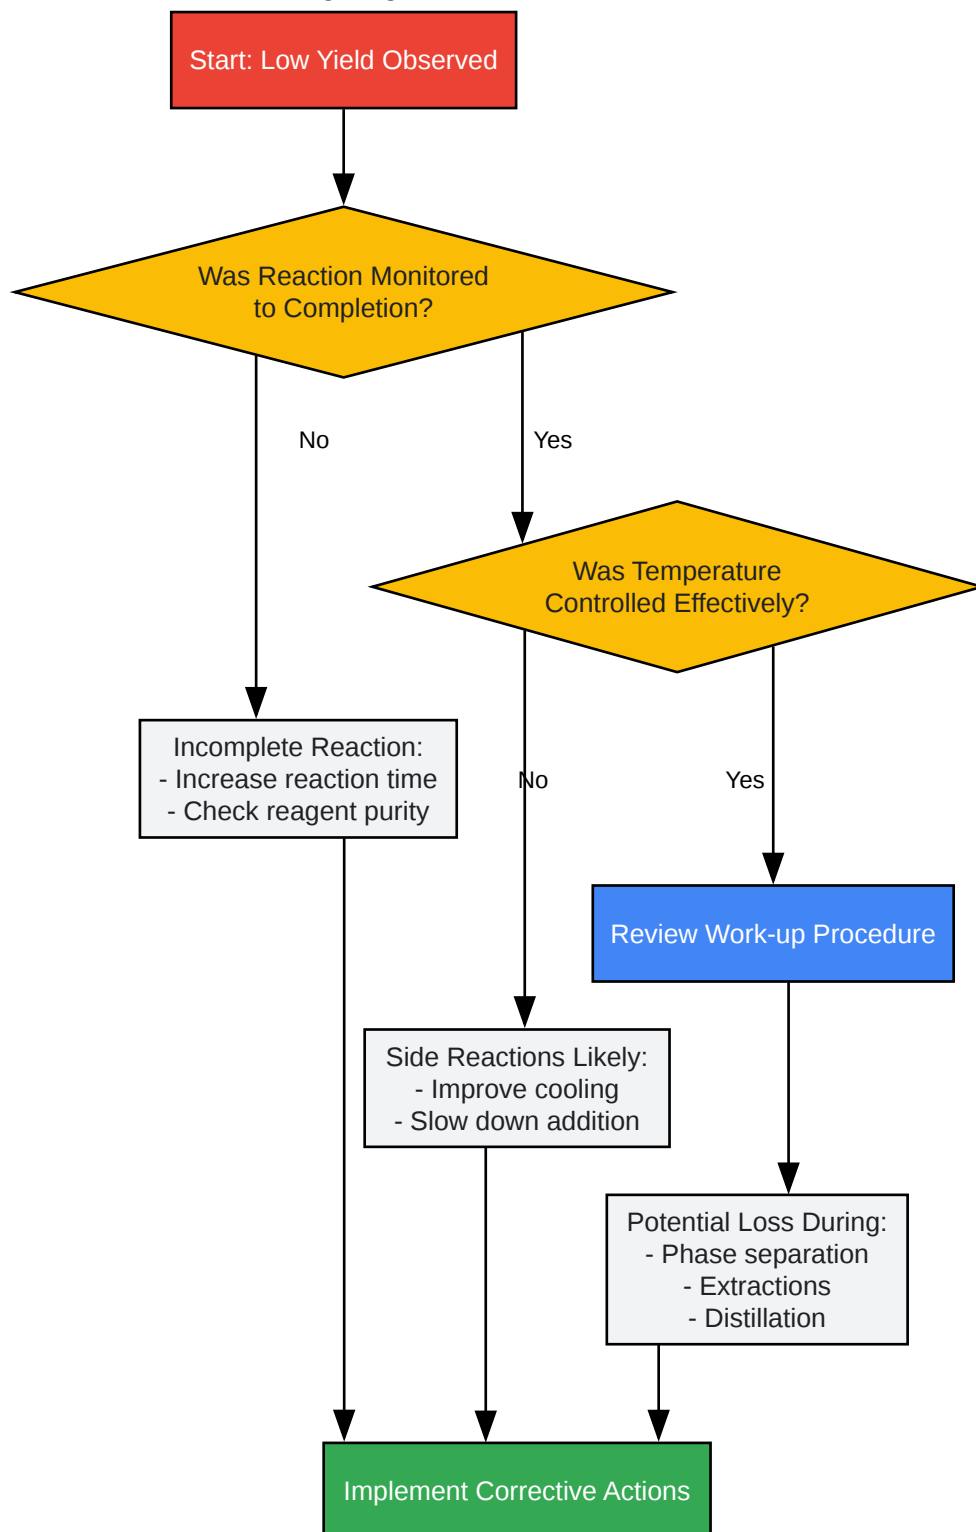 Start: Low Yield Observed
Was Reaction Monitored
to Completion?
No
Yes
Was Temperature
Controlled Effectively?
Incomplete Reaction:
- Increase reaction time
- Check reagent purity
No
Yes
Review Work-up Procedure
Side Reactions Likely:
- Improve cooling
- Slow down addition
Potential Loss During:
- Phase separation
- Extractions
- Distillation
Implement Corrective Actions